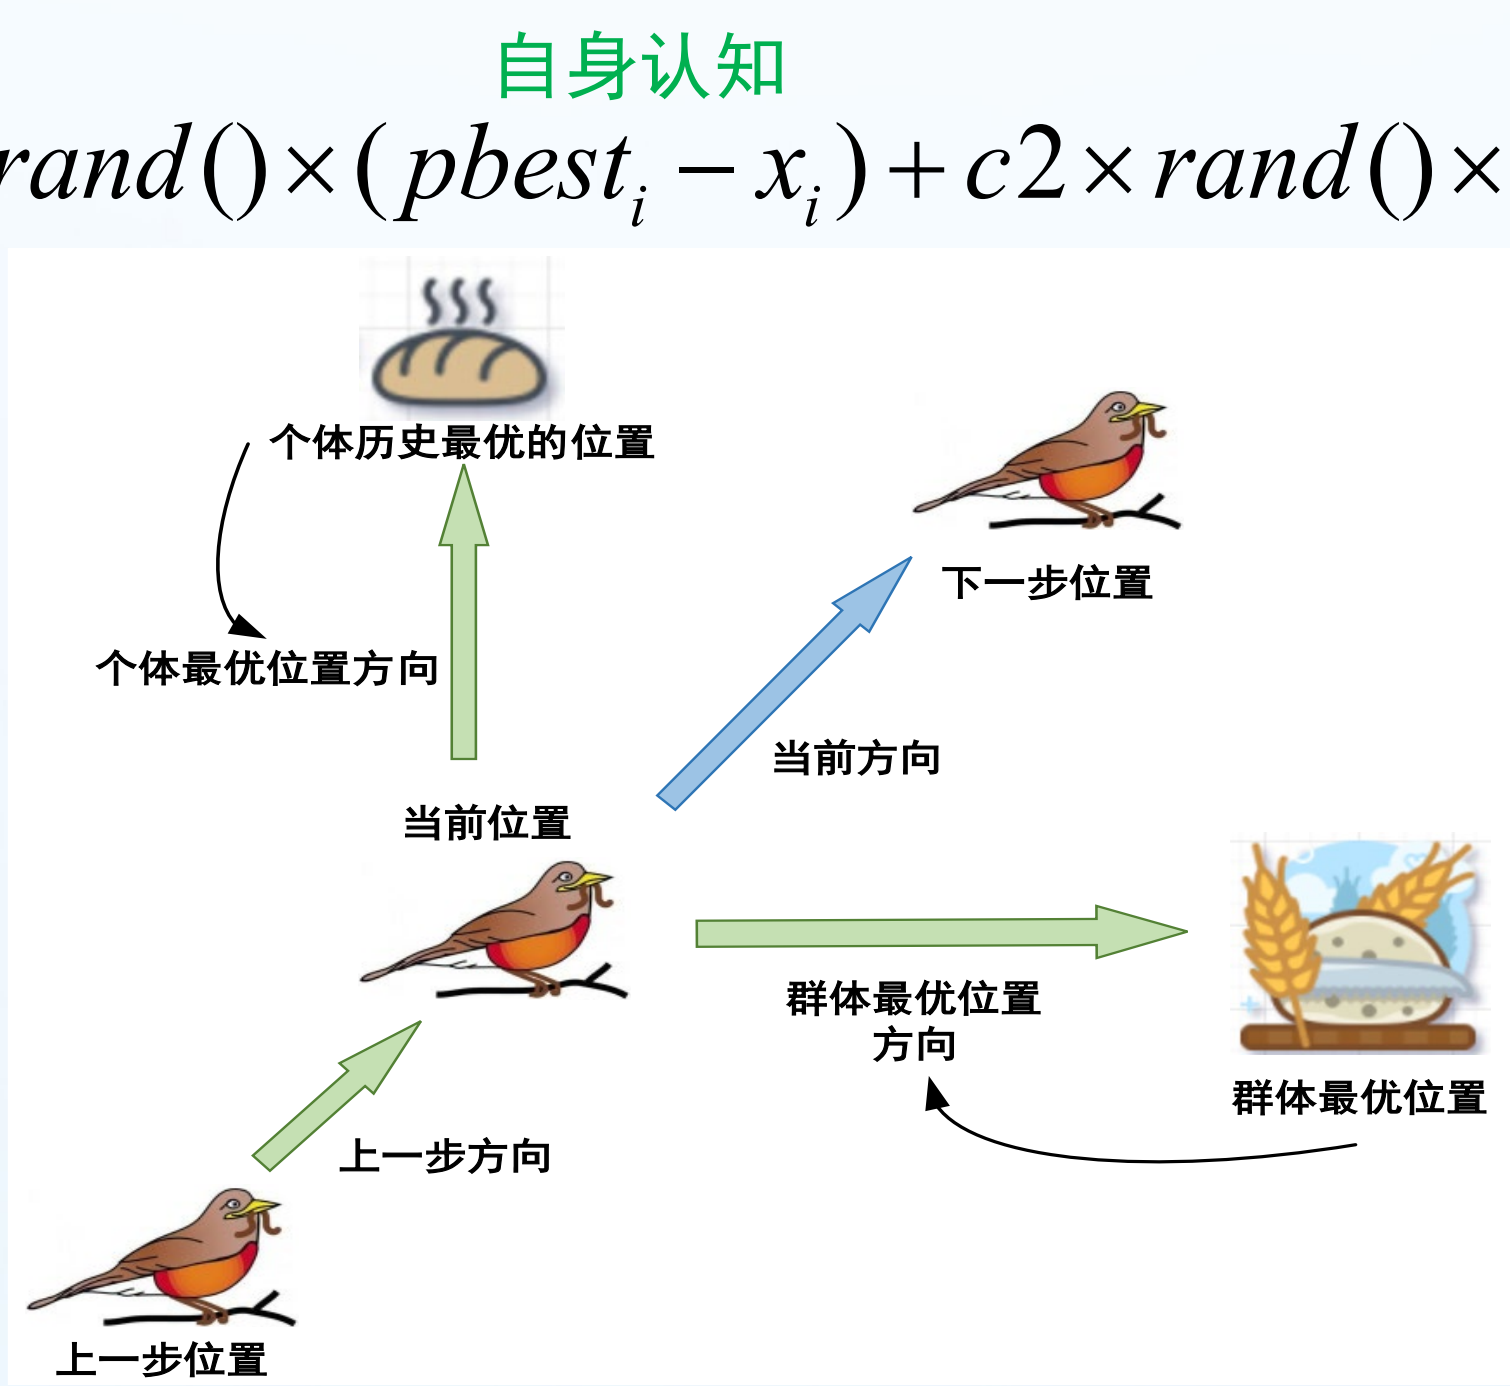 自身认知
rand()×(pbest_i − x_i)+c2×rand()×
个体历史最优的位置
下一步位置
个体最优位置方向
当前方向
当前位置
群体最优位置
方向
群体最优位置
上一步方向
上一步位置